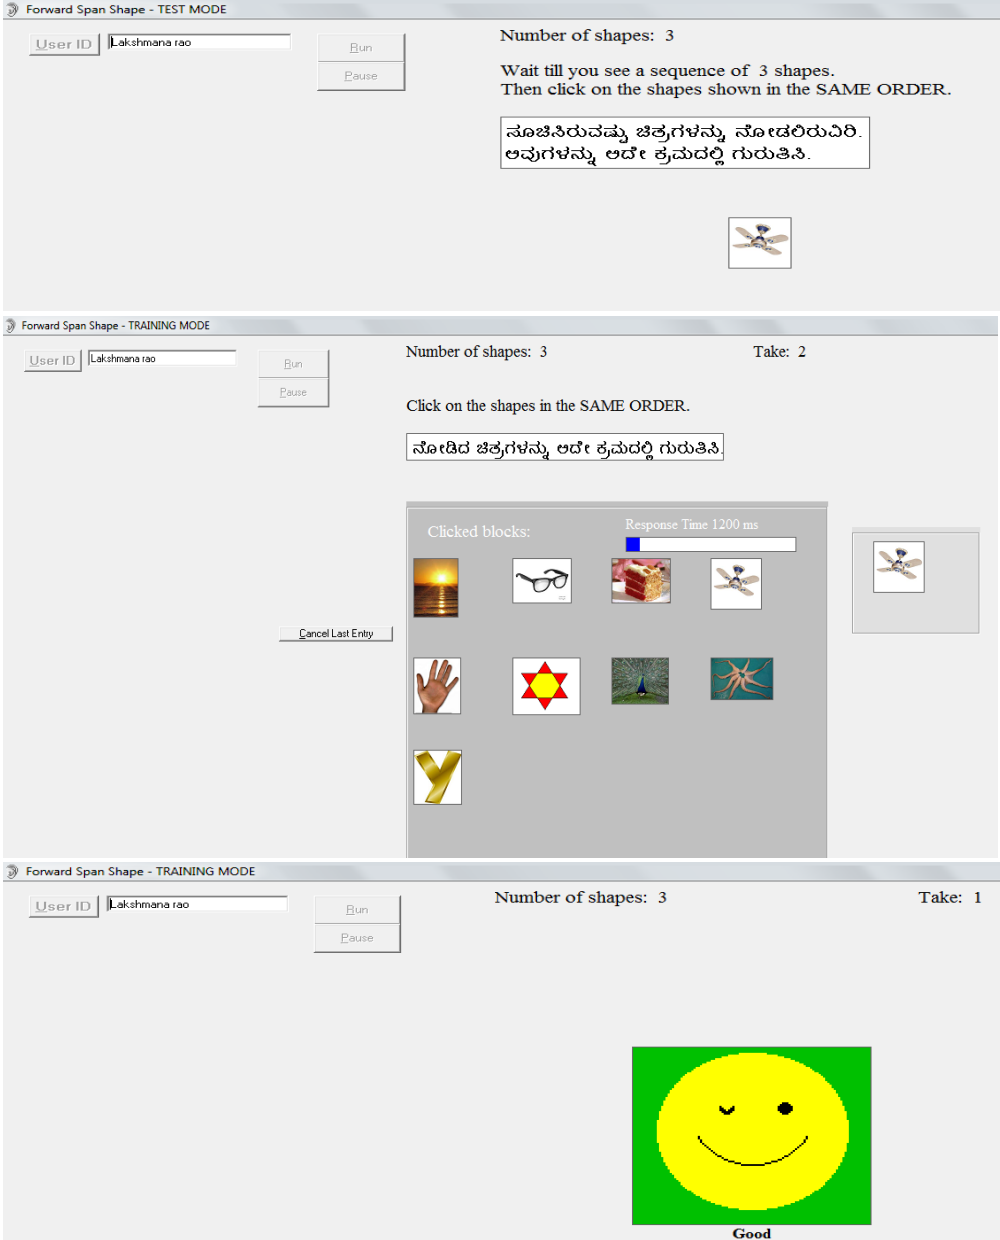 Forward Span Shape - TEST MODE
User ID Lakshmana rao
Run
Pause
Number of shapes: 3
Wait till you see a sequence of 3 shapes.
Then click on the shapes shown in the SAME ORDER.
ಸೂಚಿಸಿರುವಷ್ಟು ಚಿತ್ರಗಳನ್ನು ನೋಡಲಿರುವಿರಿ.
ಅವುಗಳನ್ನು ಅದೇ ಕ್ರಮದಲ್ಲಿ ಗುರುತಿಸಿ.
Forward Span Shape - TRAINING MODE
User ID Lakshmana rao
Run
Pause
Number of shapes: 3 Take: 2
Click on the shapes in the SAME ORDER.
ನೋಡಿದ ಚಿತ್ರಗಳನ್ನು ಅದೇ ಕ್ರಮದಲ್ಲಿ ಗುರುತಿಸಿ.
Clicked blocks:
Response Time 1200 ms
Cancel Last Entry
Y
Forward Span Shape - TRAINING MODE
User ID Lakshmana rao
Run
Pause
Number of shapes: 3 Take: 1
Good